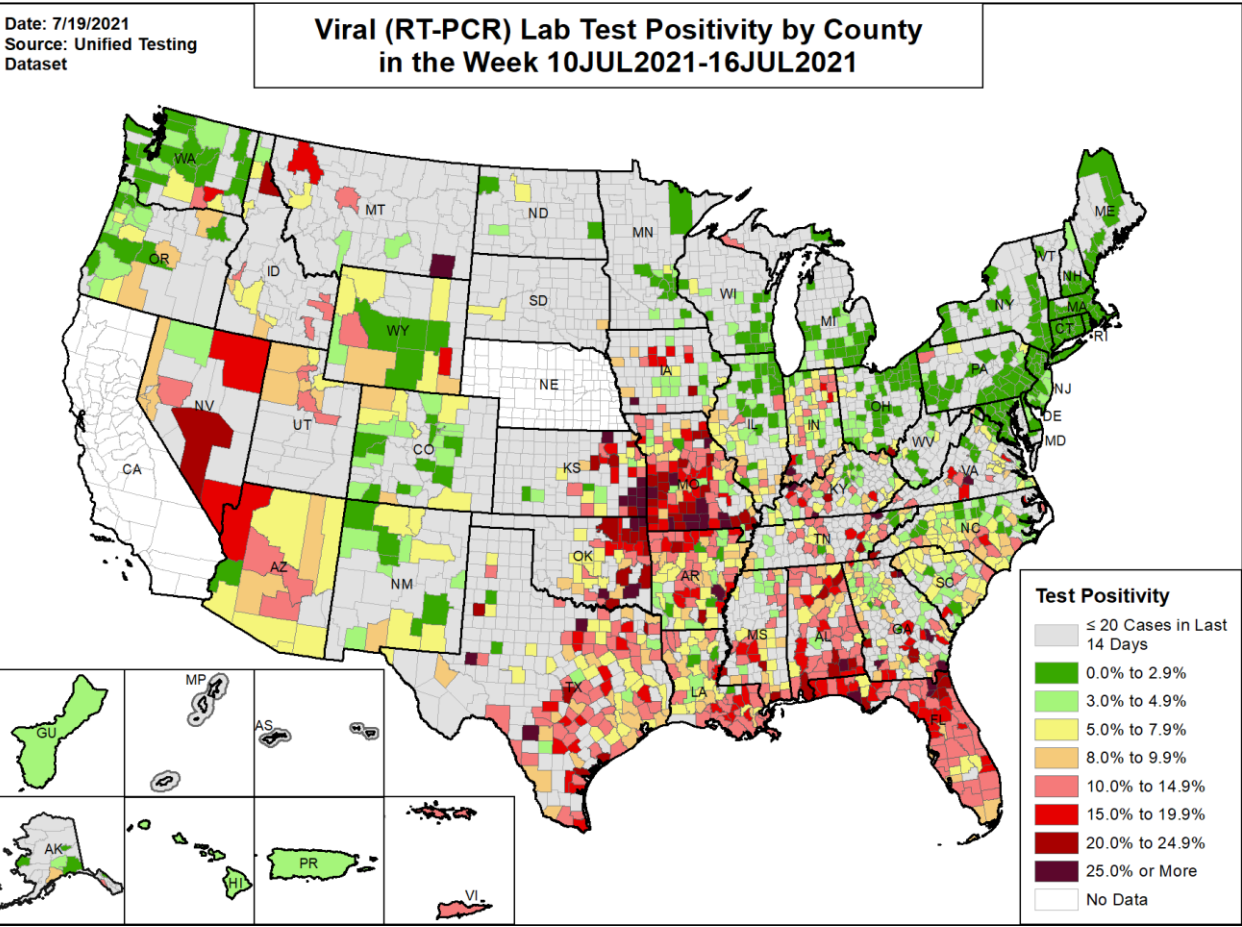 Date: 7/19/2021
Source: Unified Testing
Dataset
Viral (RT-PCR) Lab Test Positivity by County
in the Week 10JUL2021-16JUL2021
WA
MT
ND
MN
ME
OR
ID
SD
WI
MI
VT
NH
NY
MA
CT
RI
WY
NE
IA
PA
NJ
NV
UT
CO
IL
IN
OH
DE
MD
WV
VA
CA
KS
MO
KY
AZ
NM
OK
AR
TN
NC
SC
MS
AL
GA
TX
LA
FL
MP
AS
GU
AK
HI
PR
VI
Test Positivity
≤ 20 Cases in Last
14 Days
0.0% to 2.9%
3.0% to 4.9%
5.0% to 7.9%
8.0% to 9.9%
10.0% to 14.9%
15.0% to 19.9%
20.0% to 24.9%
25.0% or More
No Data